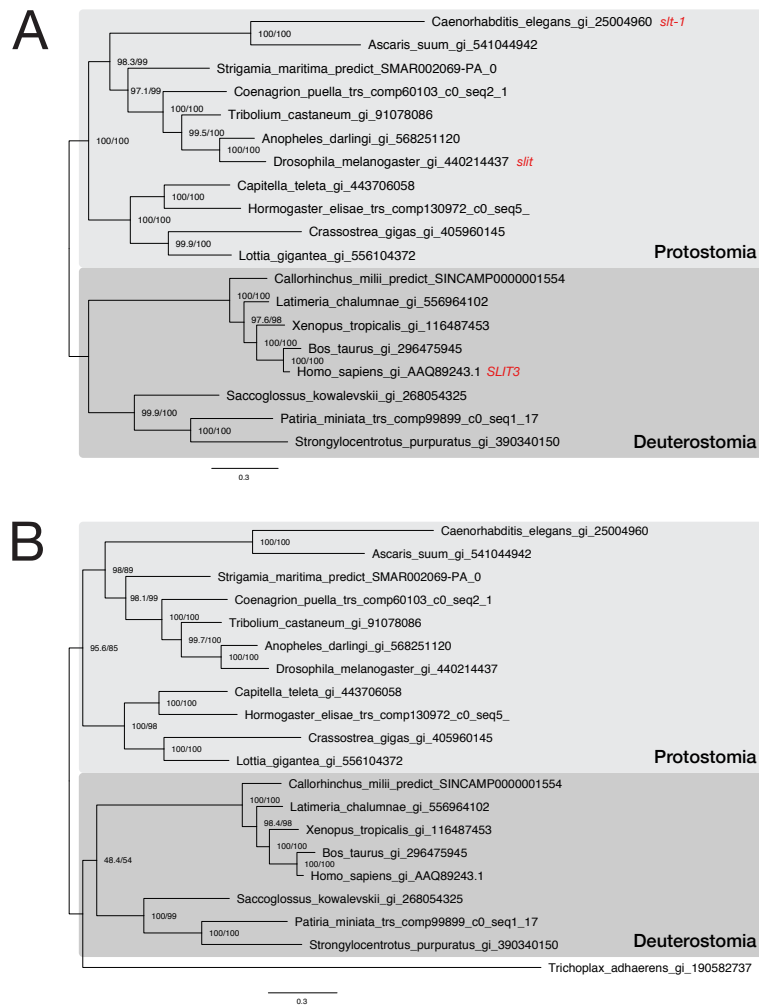 A
Caenorhabditis_elegans_gi_25004960 slt-1
100/100
Ascaris_suum_gi_541044942
98.3/99
Strigamia_maritima_predict_SMAR002069-PA_0
97.1/99
Coenagrion_puella_trs_comp60103_c0_seq2_1
100/100
Tribolium_castaneum_gi_91078086
99.5/100
Anopheles_darlingi_gi_568251120
100/100
100/100
Drosophila_melanogaster_gi_440214437 slit
Capitella_teleta_gi_443706058
100/100
Hormogaster_elisae_trs_comp130972_c0_seq5_
100/100
Crassostrea_gigas_gi_405960145
99.9/100
Lottia_gigantea_gi_556104372
Protostomia
Callorhinchus_milii_predict_SINCAMP0000001554
100/100
Latimeria_chalumnae_gi_556964102
97.6/98
Xenopus_tropicalis_gi_116487453
100/100
Bos_taurus_gi_296475945
100/100
Homo_sapiens_gi_AAQ89243.1 SLIT3
Saccoglossus_kowalevskii_gi_268054325
99.9/100
Patiria_miniata_trs_comp99899_c0_seq1_17
100/100
Strongylocentrotus_purpuratus_gi_390340150
Deuterostomia
0.3
B
Caenorhabditis_elegans_gi_25004960
100/100
Ascaris_suum_gi_541044942
98/89
Strigamia_maritima_predict_SMAR002069-PA_0
98.1/99
Coenagrion_puella_trs_comp60103_c0_seq2_1
100/100
Tribolium_castaneum_gi_91078086
99.7/100
Anopheles_darlingi_gi_568251120
95.6/85
100/100
Drosophila_melanogaster_gi_440214437
Capitella_teleta_gi_443706058
100/100
Hormogaster_elisae_trs_comp130972_c0_seq5_
100/98
Crassostrea_gigas_gi_405960145
100/100
Lottia_gigantea_gi_556104372
Protostomia
Callorhinchus_milii_predict_SINCAMP0000001554
100/100
Latimeria_chalumnae_gi_556964102
98.4/98
Xenopus_tropicalis_gi_116487453
100/100
Bos_taurus_gi_296475945
48.4/54
100/100
Homo_sapiens_gi_AAQ89243.1
Saccoglossus_kowalevskii_gi_268054325
100/99
Patiria_miniata_trs_comp99899_c0_seq1_17
100/100
Strongylocentrotus_purpuratus_gi_390340150
Deuterostomia
Trichoplax_adhaerens_gi_190582737
0.3